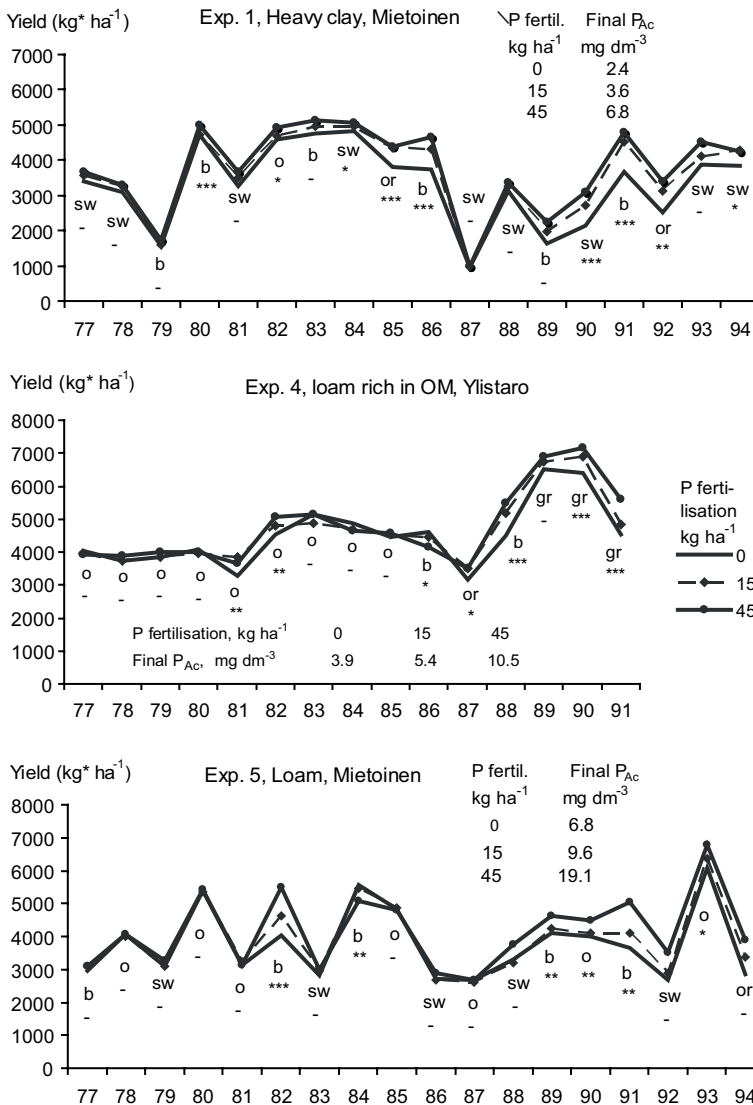 Yield (kg* ha-1)
Exp. 1, Heavy clay, Mietoinen
P fertil. Final PAc
kg ha-1 mg dm-3
0 2.4
15 3.6
45 6.8
7000
6000
5000
4000
3000
2000
1000
0
sw sw b b sw o b sw or b sw sw b sw b or sw sw
- - - *** - * - * *** *** - - - *** *** ** - *
77 78 79 80 81 82 83 84 85 86 87 88 89 90 91 92 93 94
Yield (kg* ha-1)
Exp. 4, loam rich in OM, Ylistaro
8000
7000
6000
5000
4000
3000
2000
1000
0
o o o o o o o o o b or b gr gr gr
- - - - ** ** - - - * * *** - *** ***
P fertilisation, kg ha-1 0 15 45
Final PAc, mg dm-3 3.9 5.4 10.5
77 78 79 80 81 82 83 84 85 86 87 88 89 90 91
P ferti-
lisation
kg ha-1
0
15
45
Yield (kg* ha-1)
Exp. 5, Loam, Mietoinen
P fertil. Final PAc
kg ha-1 mg dm-3
0 6.8
15 9.6
45 19.1
8000
7000
6000
5000
4000
3000
2000
1000
0
b o sw o o b sw b o sw o sw b o b sw o or
- - - - - *** - ** - - - - ** ** ** - * -
77 78 79 80 81 82 83 84 85 86 87 88 89 90 91 92 93 94